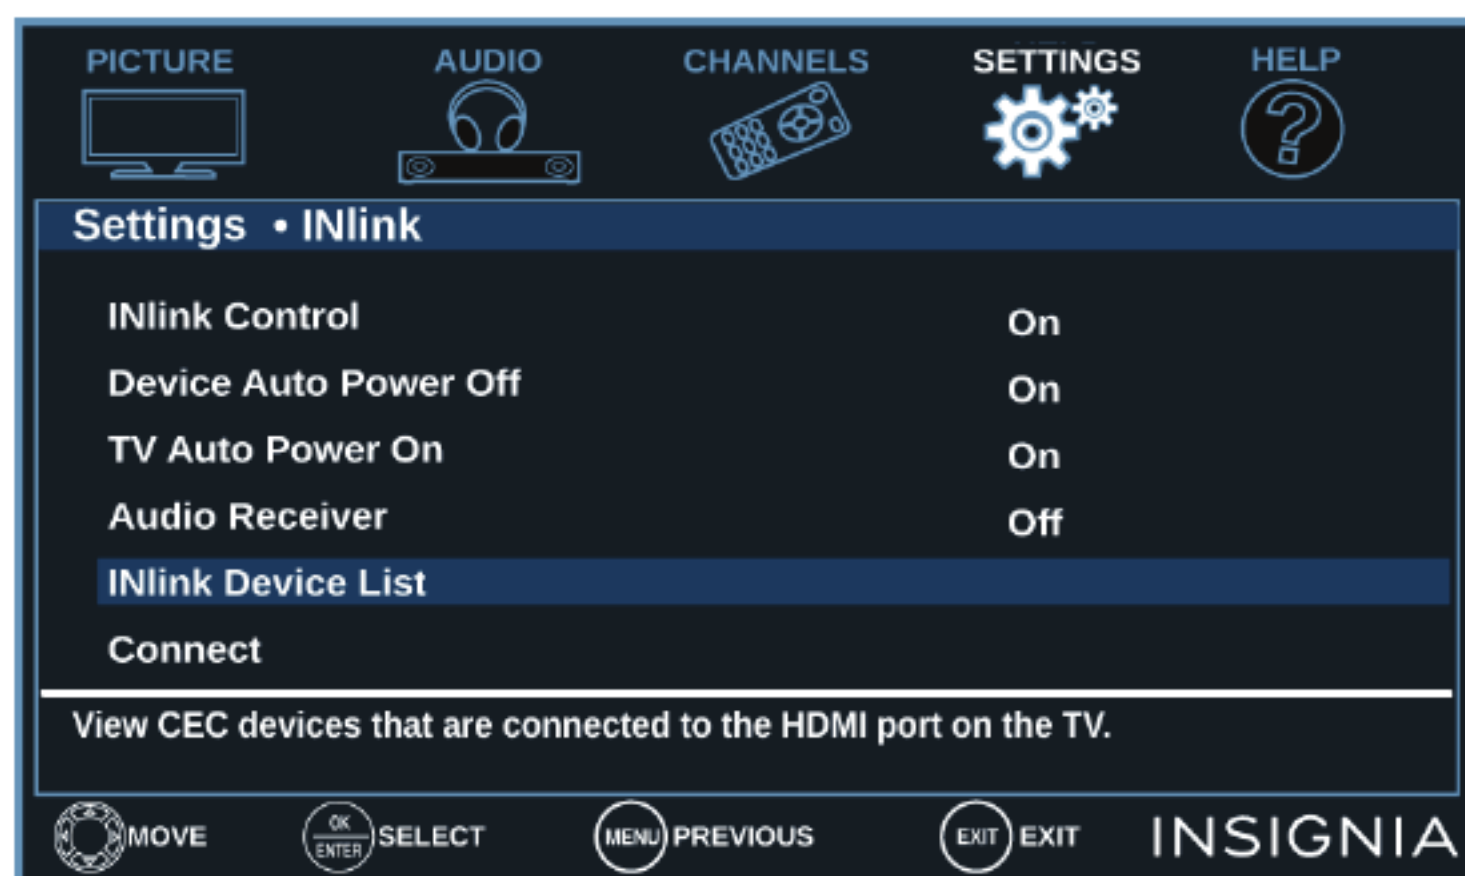 PICTURE AUDIO CHANNELS SETTINGS HELP
Settings • INlink
INlink Control On
Device Auto Power Off On
TV Auto Power On On
Audio Receiver Off
INlink Device List
Connect
View CEC devices that are connected to the HDMI port on the TV.
MOVE OK ENTER SELECT MENU PREVIOUS EXIT EXIT INSIGNIA